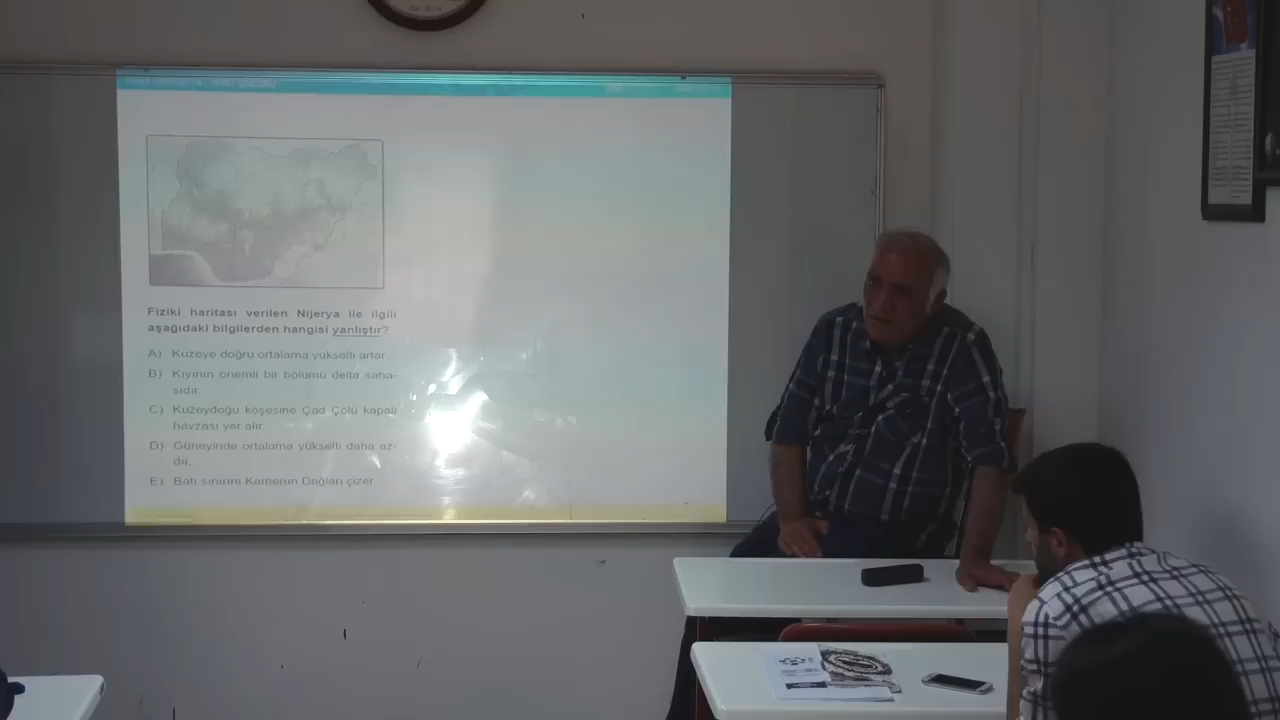 Fiziki haritası verilen Nijerya ile ilgili
aşağıdaki bilgilerden hangisi yanlıştır?
A) Kuzeye doğru ortalama yükselti artar.
B) Kıyının önemli bir bölümü delta saha-
sıdır.
C) Kuzeydoğu köşesine Çad Çölü kapalı
havzası yer alır.
D) Güneyinde ortalama yükselti daha az-
dır.
E) Batı sınırını Kamerun Dağları çizer.